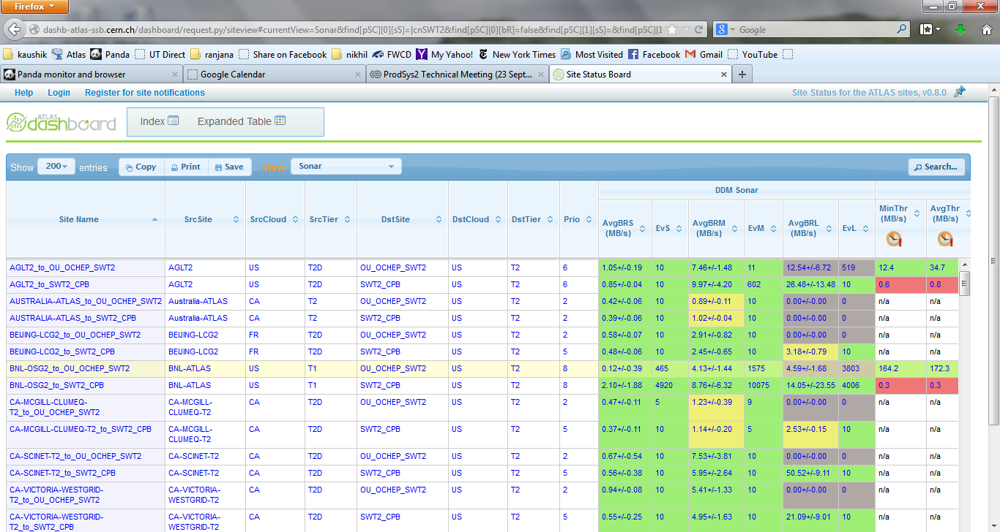 Firefox
dashb-atlas-ssb.cern.ch/dashboard/request.py/siteview#currentView=Sonar&find[pSC][0][sS]=|cnSWT2&find[pSC][0][bR]=false&find[pSC][1][sS]=&find[pSC][1] Google
kaushik Atlas Panda UT Direct ranjana Share on Facebook nikhil FWCD My Yahoo! New York Times Most Visited Facebook Gmail YouTube
Panda monitor and browser Google Calendar ProdSys2 Technical Meeting (23 Sept... Site Status Board
Help Login Register for site notifications Site Status for the ATLAS sites, v0.8.0
ATLAS dashboard Index Expanded Table
Show 200 entries Copy Print Save view: Sonar Search...
DDM Sonar
Site Name SrcSite SrcCloud SrcTier DstSite DstCloud DstTier Prio AvgBRS (MB/s) EvS AvgBRM (MB/s) EvM AvgBRL (MB/s) EvL MinThr (MB/s) AvgThr (MB/s)
AGLT2_to_OU_OCHEP_SWT2 AGLT2 US T2D OU_OCHEP_SWT2 US T2 6 1.05+/-0.19 10 7.46+/-1.48 11 12.54+/-6.72 519 12.4 34.7
AGLT2_to_SWT2_CPB AGLT2 US T2D SWT2_CPB US T2 6 0.85+/-0.04 10 9.97+/-4.20 602 26.48+/-13.48 10 0.6 0.8
AUSTRALIA-ATLAS_to_OU_OCHEP_SWT2 Australia-ATLAS CA T2 OU_OCHEP_SWT2 US T2 2 0.42+/-0.06 10 0.89+/-0.11 10 0.00+/-0.00 0 n/a n/a
AUSTRALIA-ATLAS_to_SWT2_CPB Australia-ATLAS CA T2 SWT2_CPB US T2 2 0.39+/-0.06 10 1.02+/-0.04 10 0.00+/-0.00 0 n/a n/a
BEIJING-LCG2_to_OU_OCHEP_SWT2 BEIJING-LCG2 FR T2D OU_OCHEP_SWT2 US T2 2 0.58+/-0.07 10 2.91+/-0.82 10 0.00+/-0.00 0 n/a n/a
BEIJING-LCG2_to_SWT2_CPB BEIJING-LCG2 FR T2D SWT2_CPB US T2 5 0.48+/-0.06 10 2.45+/-0.65 10 3.18+/-0.79 10 n/a n/a
BNL-OSG2_to_OU_OCHEP_SWT2 BNL-ATLAS US T1 OU_OCHEP_SWT2 US T2 8 0.12+/-0.39 465 4.13+/-1.44 1575 4.59+/-1.68 3803 164.2 172.3
BNL-OSG2_to_SWT2_CPB BNL-ATLAS US T1 SWT2_CPB US T2 8 2.10+/-1.88 4920 8.76+/-6.32 10075 14.05+/-23.55 4006 0.3 0.3
CA-MCGILL-CLUMEQ- CA-MCGILL- CA T2D OU_OCHEP_SWT2 US T2 2 0.47+/-0.11 5 1.23+/-0.39 9 0.00+/-0.00 0 n/a n/a
T2_to_OU_OCHEP_SWT2 CLUMEQ-T2
CA-MCGILL-CLUMEQ-T2_to_SWT2_CPB CA-MCGILL- CA T2D SWT2_CPB US T2 5 0.37+/-0.11 10 1.14+/-0.20 5 2.53+/-0.15 10 n/a n/a
CLUMEQ-T2
CA-SCINET-T2_to_OU_OCHEP_SWT2 CA-SCINET-T2 CA T2D OU_OCHEP_SWT2 US T2 2 0.67+/-0.54 10 7.53+/-3.81 10 0.00+/-0.00 0 n/a n/a
CA-SCINET-T2_to_SWT2_CPB CA-SCINET-T2 CA T2D SWT2_CPB US T2 5 0.56+/-0.38 10 5.95+/-2.64 10 50.52+/-9.11 10 n/a n/a
CA-VICTORIA-WESTGRID- CA-VICTORIA- CA T2D OU_OCHEP_SWT2 US T2 2 0.94+/-0.08 10 5.41+/-1.33 10 0.00+/-0.00 0 n/a n/a
T2_to_OU_OCHEP_SWT2 WESTGRID-T2
CA-VICTORIA-WESTGRID- CA-VICTORIA- CA T2D SWT2_CPB US T2 5 0.55+/-0.25 10 4.95+/-1.63 10 21.09+/-9.01 10 n/a n/a
T2_to_SWT2_CPB WESTGRID-T2